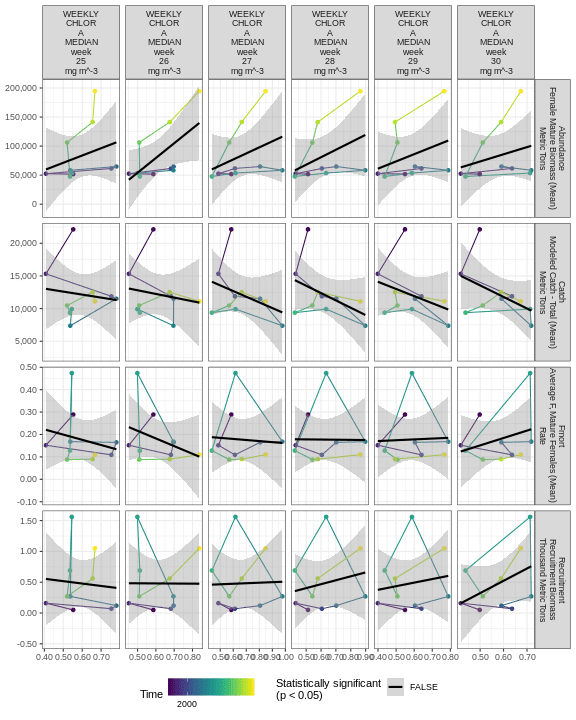 WEEKLY WEEKLY WEEKLY WEEKLY WEEKLY WEEKLY
CHLOR CHLOR CHLOR CHLOR CHLOR CHLOR
A A A A A A
MEDIAN MEDIAN MEDIAN MEDIAN MEDIAN MEDIAN
week week week week week week
25 26 27 28 29 30
mg m^-3 mg m^-3 mg m^-3 mg m^-3 mg m^-3 mg m^-3
200,000
150,000
100,000
50,000
0
Abundance
Female Mature Biomass (Mean)
Metric Tons
20,000
15,000
10,000
5,000
Catch
Modeled Catch - Total (Mean)
Metric Tons
0.50
0.40
0.30
0.20
0.10
0.00
-0.10
Fmort
Average F, Mature Females (Mean)
Rate
1.50
1.00
0.50
0.00
-0.50
Recruitment
Recruitment Biomass
Thousand Metric Tons
0.40 0.50 0.60 0.70
0.50 0.60 0.70 0.80
0.50 0.60 0.70 0.80 0.90 1.00
0.50 0.60 0.70 0.80 0.90
0.40 0.50 0.60 0.70 0.80
0.50 0.60 0.70
Time
2000
Statistically significant
(p < 0.05)
FALSE